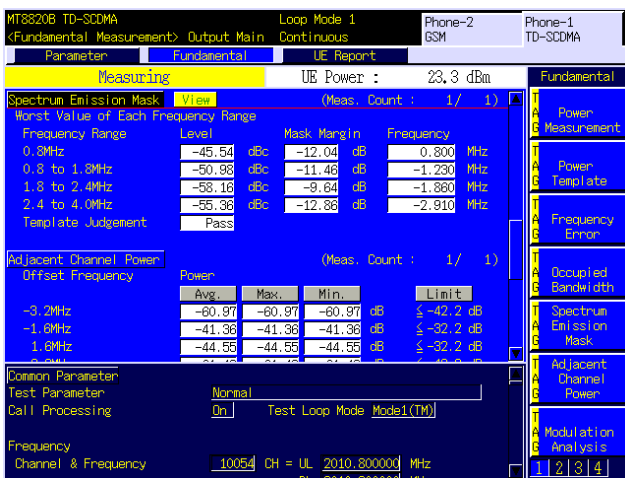 MT8820B TD-SCDMA Loop Mode 1 Phone-2 Phone-1
<Fundamental Measurement> Output Main Continuous GSM TD-SCDMA
Parameter Fundamental UE Report
Measuring UE Power : 23.3 dBm Fundamental
Spectrum Emission Mask View (Meas. Count : 1/ 1)
Worst Value of Each Frequency Range
Frequency Range Level Mask Margin Frequency
0.8MHz -45.54 dBc -12.04 dB 0.800 MHz
0.8 to 1.8MHz -50.98 dBc -11.46 dB -1.230 MHz
1.8 to 2.4MHz -58.16 dBc -9.64 dB -1.860 MHz
2.4 to 4.0MHz -55.36 dBc -12.86 dB -2.910 MHz
Template Judgement Pass
Adjacent Channel Power (Meas. Count : 1/ 1)
Offset Frequency Power
Avg. Max. Min. Limit
-3.2MHz -60.97 -60.97 -60.97 dB ≤ -42.2 dB
-1.6MHz -41.36 -41.36 -41.36 dB ≤ -32.2 dB
1.6MHz -44.55 -44.55 -44.55 dB ≤ -32.2 dB
Common Parameter
Test Parameter Normal
Call Processing On Test Loop Mode Mode1(TM)
Frequency
Channel & Frequency 10054 CH = UL 2010.800000 MHz
TAG Power Measurement
TAG Power Template
TAG Frequency Error
TAG Occupied Bandwidth
TAG Spectrum Emission Mask
TAG Adjacent Channel Power
TAG Modulation Analysis
1 2 3 4